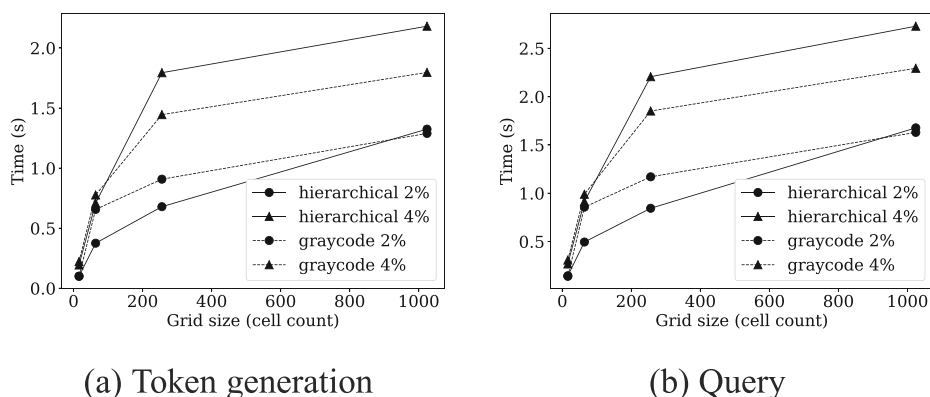 2.0
1.5
1.0
0.5
0.0
Time (s)
0 200 400 600 800 1000
Grid size (cell count)
hierarchical 2%
hierarchical 4%
graycode 2%
graycode 4%
(a) Token generation
2.5
2.0
1.5
1.0
0.5
Time (s)
0 200 400 600 800 1000
Grid size (cell count)
hierarchical 2%
hierarchical 4%
graycode 2%
graycode 4%
(b) Query